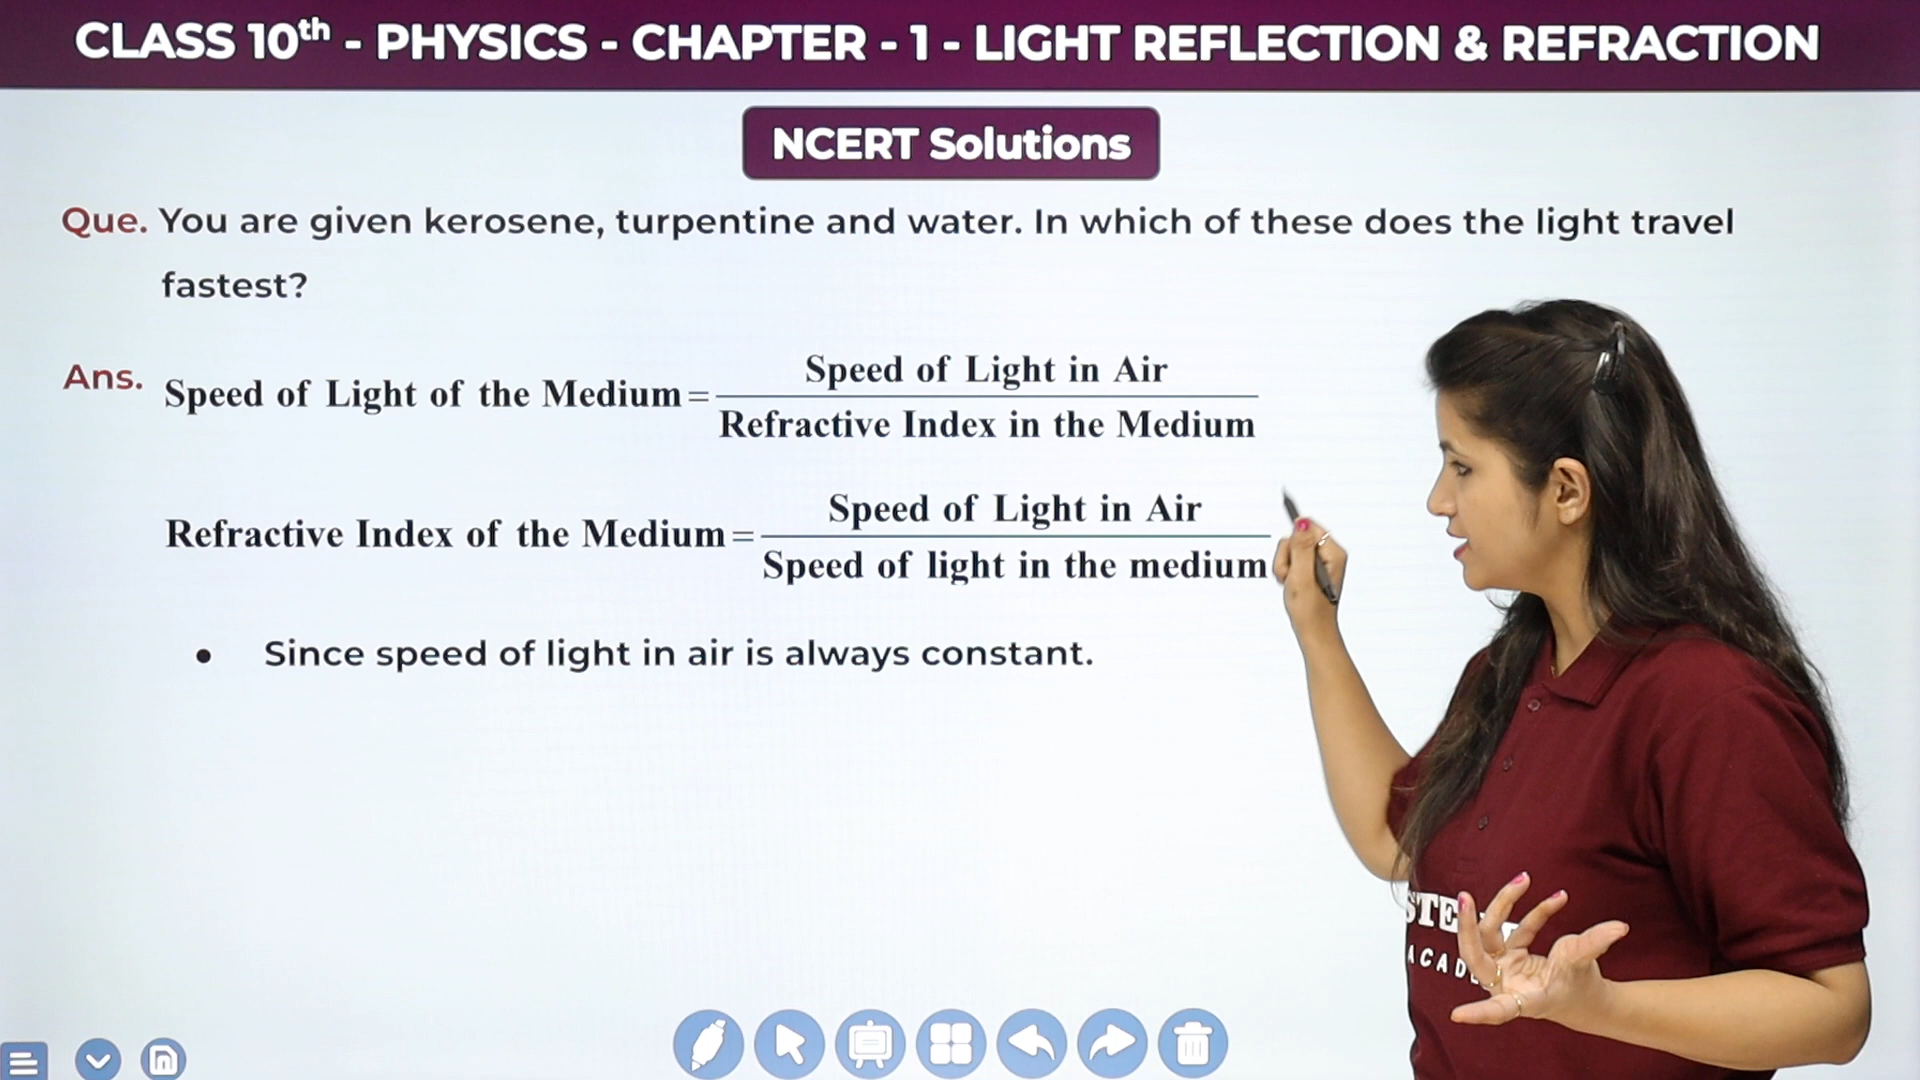 CLASS 10th - PHYSICS - CHAPTER - 1 - LIGHT REFLECTION & REFRACTION
NCERT Solutions
Que. You are given kerosene, turpentine and water. In which of these does the light travel
fastest?
Ans. Speed of Light of the Medium = Speed of Light in Air
Refractive Index in the Medium
Refractive Index of the Medium = Speed of Light in Air
Speed of light in the medium
• Since speed of light in air is always constant.